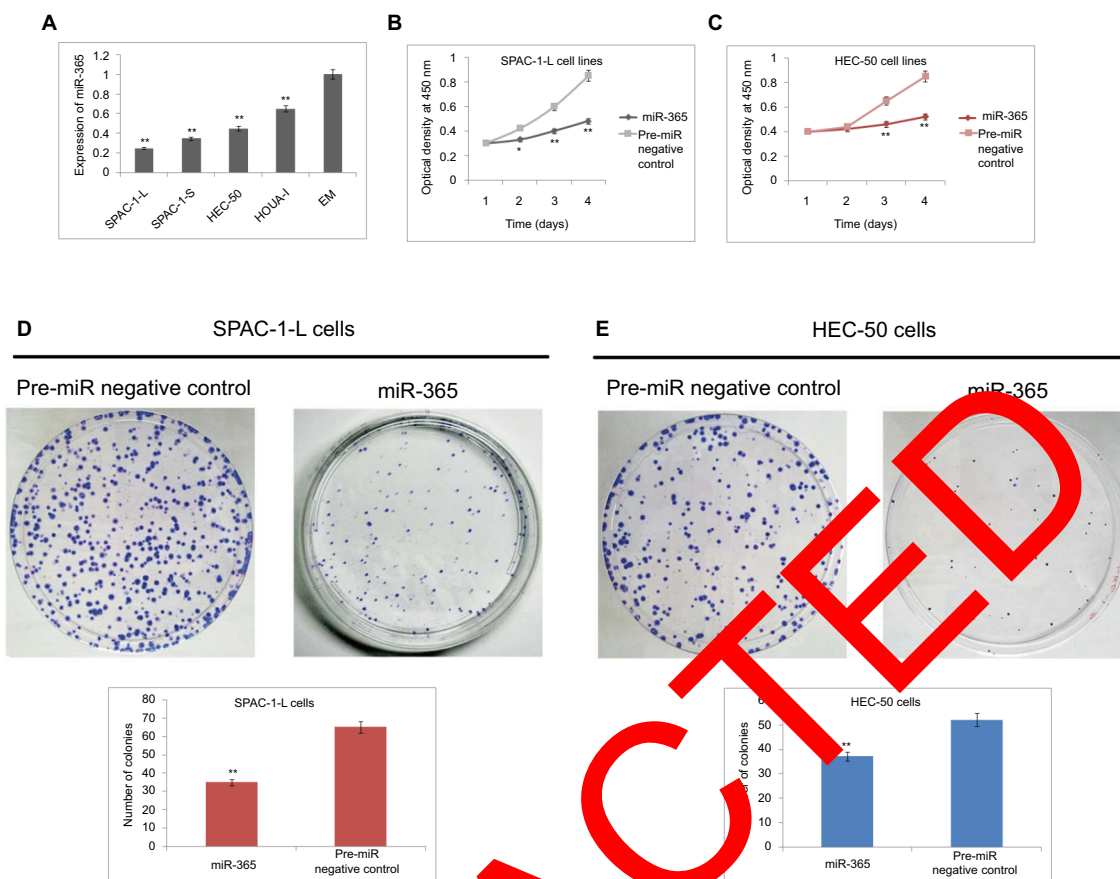 A
B
C
1.2
1
0.8
0.6
0.4
0.2
0
Expression of miR-365
**
**
**
**
SPAC-1-L
SPAC-1-S
HEC-50
HOUA-I
EM
SPAC-1-L cell lines
1
0.8
0.6
0.4
0.2
0
Optical density at 450 nm
*
**
**
1 2 3 4
Time (days)
miR-365
Pre-miR
negative
control
HEC-50 cell lines
1
0.8
0.6
0.4
0.2
0
Optical density at 450 nm
**
**
1 2 3 4
Time (days)
miR-365
Pre-miR
negative
control
D
SPAC-1-L cells
E
HEC-50 cells
Pre-miR negative control
miR-365
Pre-miR negative control
miR-365
SPAC-1-L cells
80
70
60
50
40
30
20
10
0
Number of colonies
**
miR-365
Pre-miR
negative control
HEC-50 cells
50
40
30
20
10
0
of colonies
**
miR-365
Pre-miR
negative control
CTED